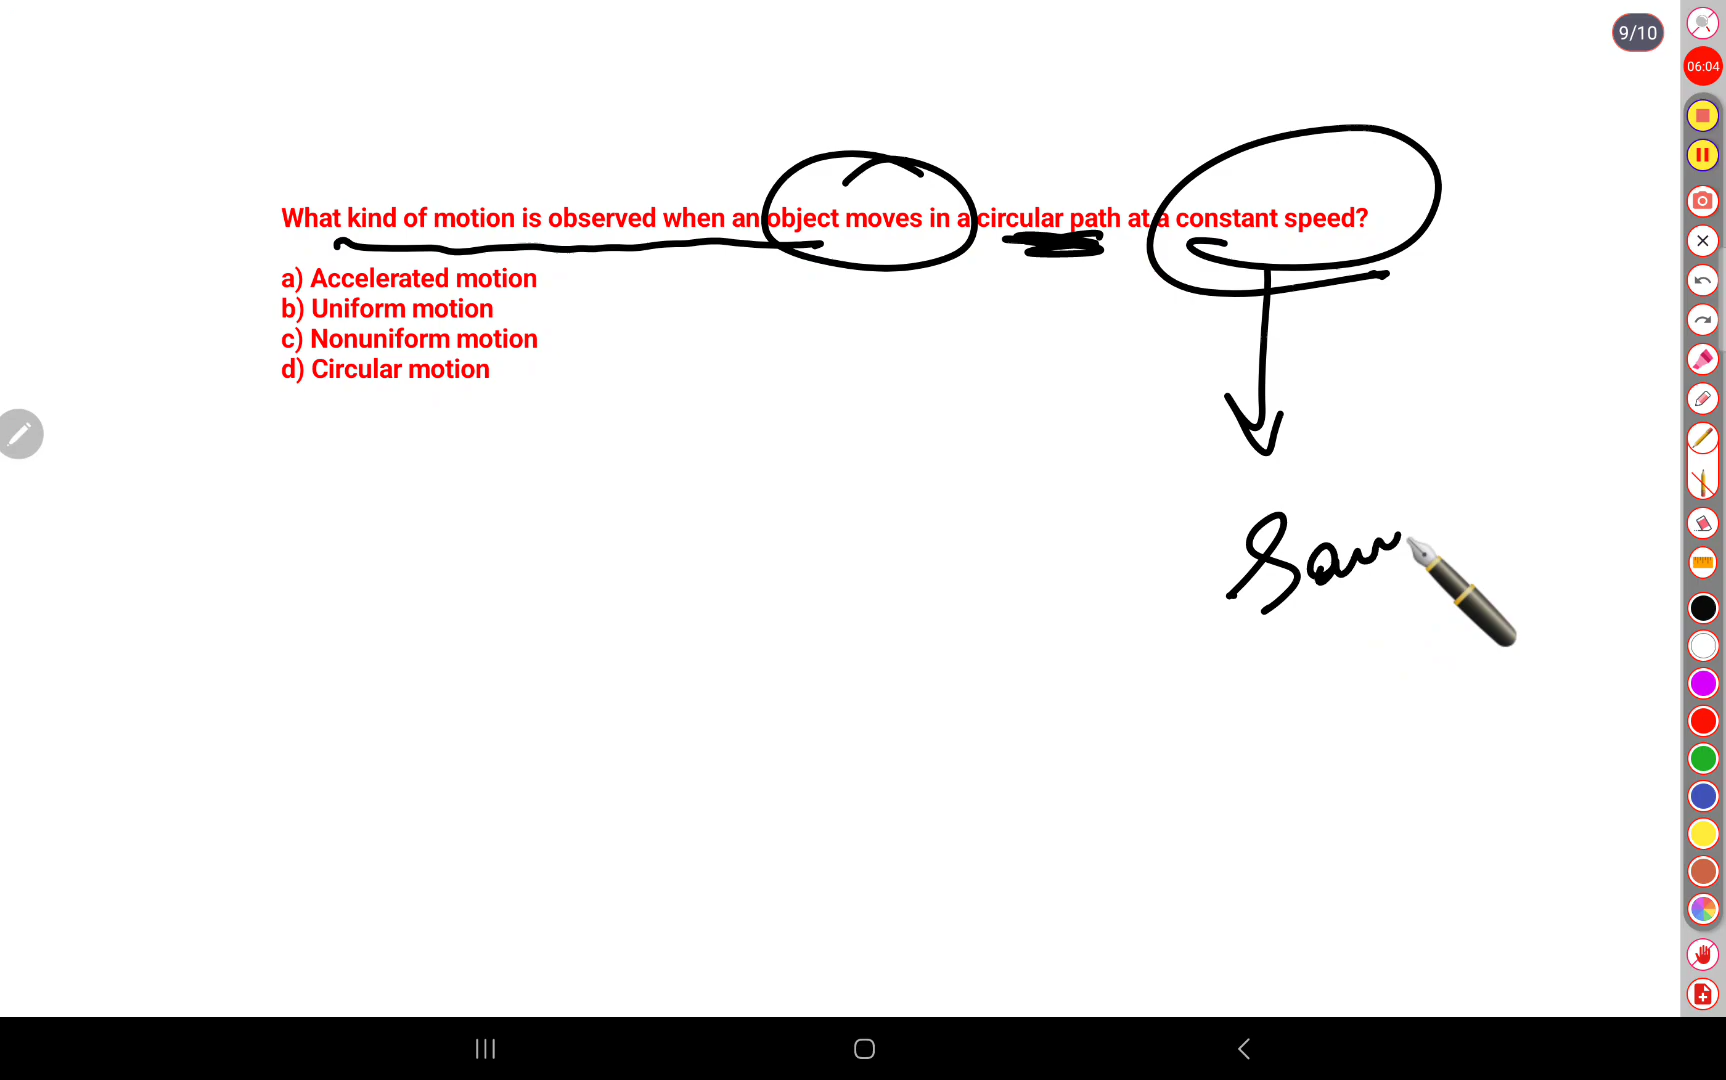 9/10
06:04
What kind of motion is observed when an object moves in a circular path at a constant speed?
a) Accelerated motion
b) Uniform motion
c) Nonuniform motion
d) Circular motion
Sam